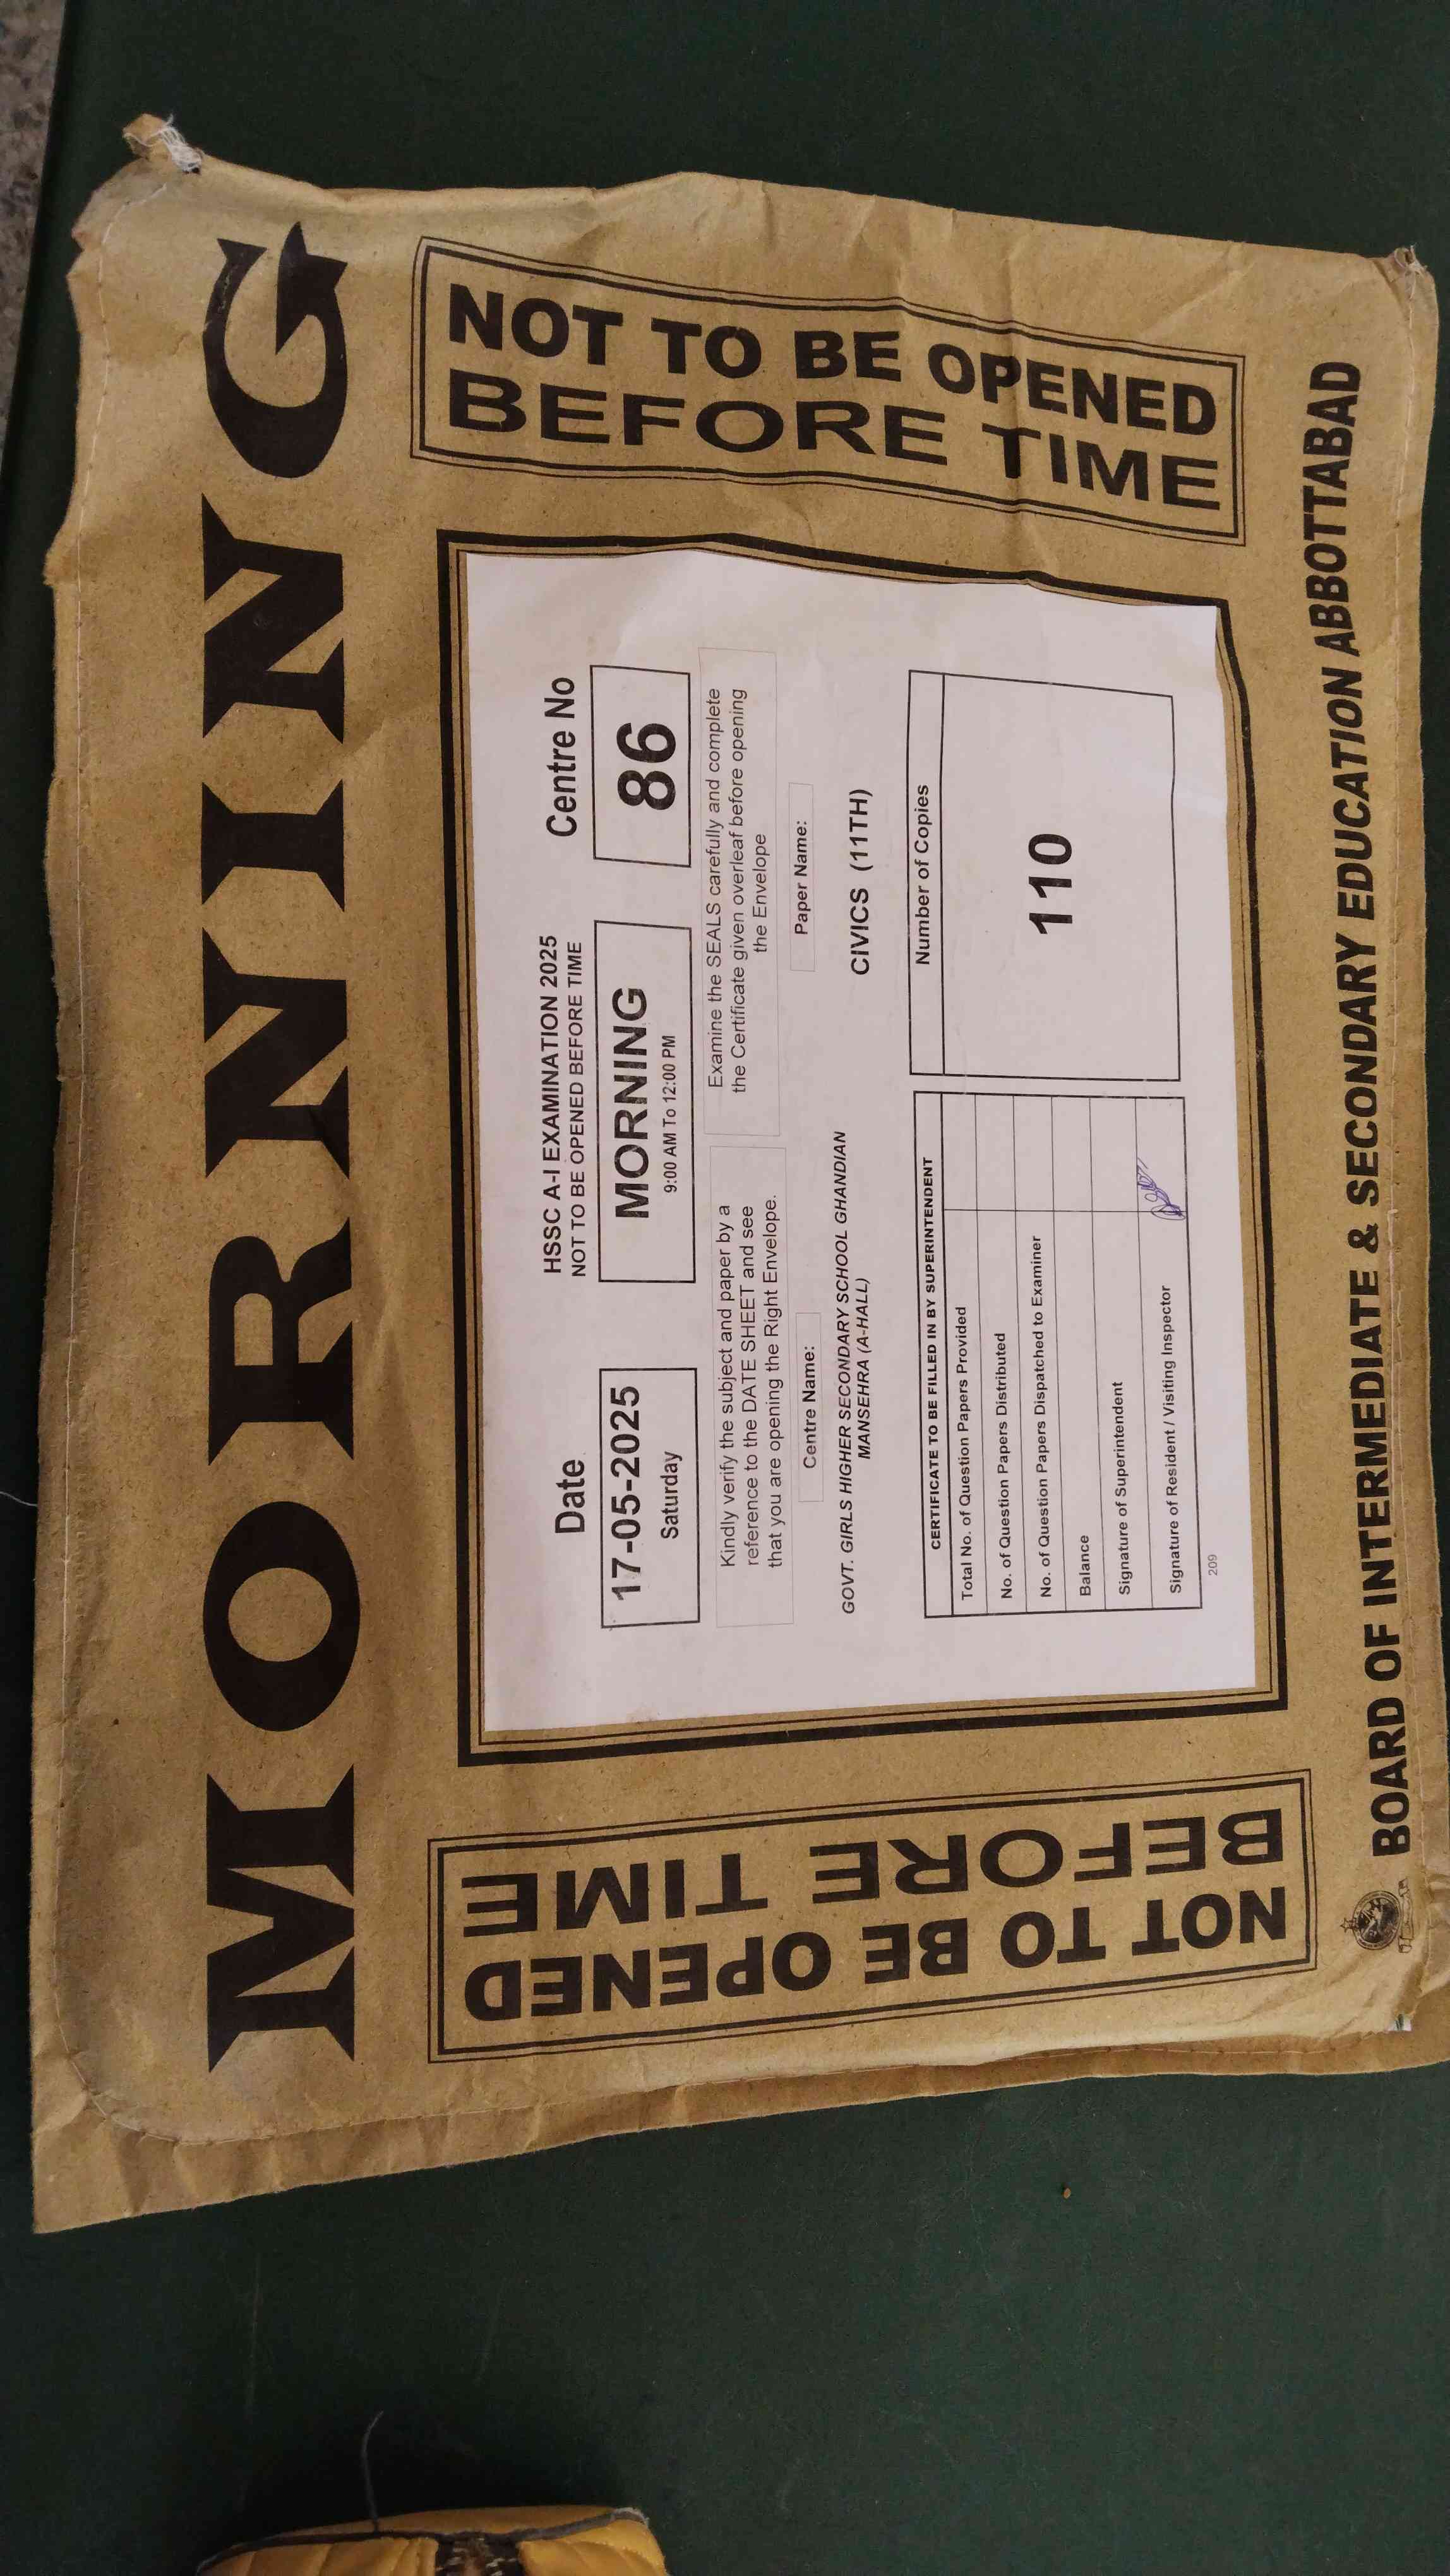 MORNING
NOT TO BE OPENED
BEFORE TIME
NOT TO BE OPENED
BEFORE TIME
HSSC A-I EXAMINATION 2025
NOT TO BE OPENED BEFORE TIME
Date
Centre No
17-05-2025
Saturday
MORNING
9:00 AM To 12:00 PM
86
Kindly verify the subject and paper by a
reference to the DATE SHEET and see
that you are opening the Right Envelope.
Examine the SEALS carefully and complete
the Certificate given overleaf before opening
the Envelope
Centre Name:
Paper Name:
GOVT. GIRLS HIGHER SECONDARY SCHOOL GHANDIAN
MANSEHRA (A-HALL)
CIVICS (11TH)
CERTIFICATE TO BE FILLED IN BY SUPERINTENDENT
Total No. of Question Papers Provided
No. of Question Papers Distributed
No. of Question Papers Dispatched to Examiner
Balance
Signature of Superintendent
Signature of Resident / Visiting Inspector
Number of Copies
110
209
BOARD OF INTERMEDIATE & SECONDARY EDUCATION ABBOTTABAD